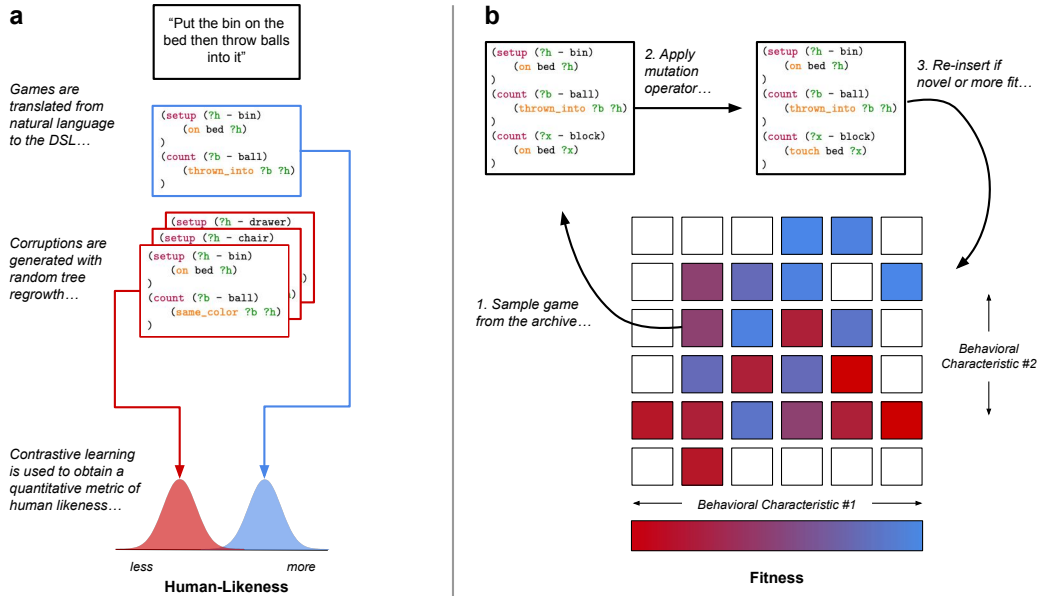 a
“Put the bin on the
bed then throw balls
into it”
Games are
translated from
natural language
to the DSL…
(setup (?h - bin)
(on bed ?h)
)
(count (?b - ball)
(thrown_into ?b ?h)
)
Corruptions are
generated with
random tree
regrowth…
(setup (?h - drawer)
(setup (?h - chair)
(setup (?h - bin)
(on bed ?h)
)
(count (?b - ball)
(same_color ?b ?h)
)
)
)
Contrastive learning
is used to obtain a
quantitative metric of
human likeness…
less
more
Human-Likeness
b
(setup (?h - bin)
(on bed ?h)
)
(count (?b - ball)
(thrown_into ?b ?h)
)
(count (?x - block)
(on bed ?x)
)
2. Apply
mutation
operator…
(setup (?h - bin)
(on bed ?h)
)
(count (?b - ball)
(thrown_into ?b ?h)
)
(count (?x - block)
(touch bed ?x)
)
3. Re-insert if
novel or more fit…
1. Sample game
from the archive…
Behavioral
Characteristic #2
Behavioral Characteristic #1
Fitness